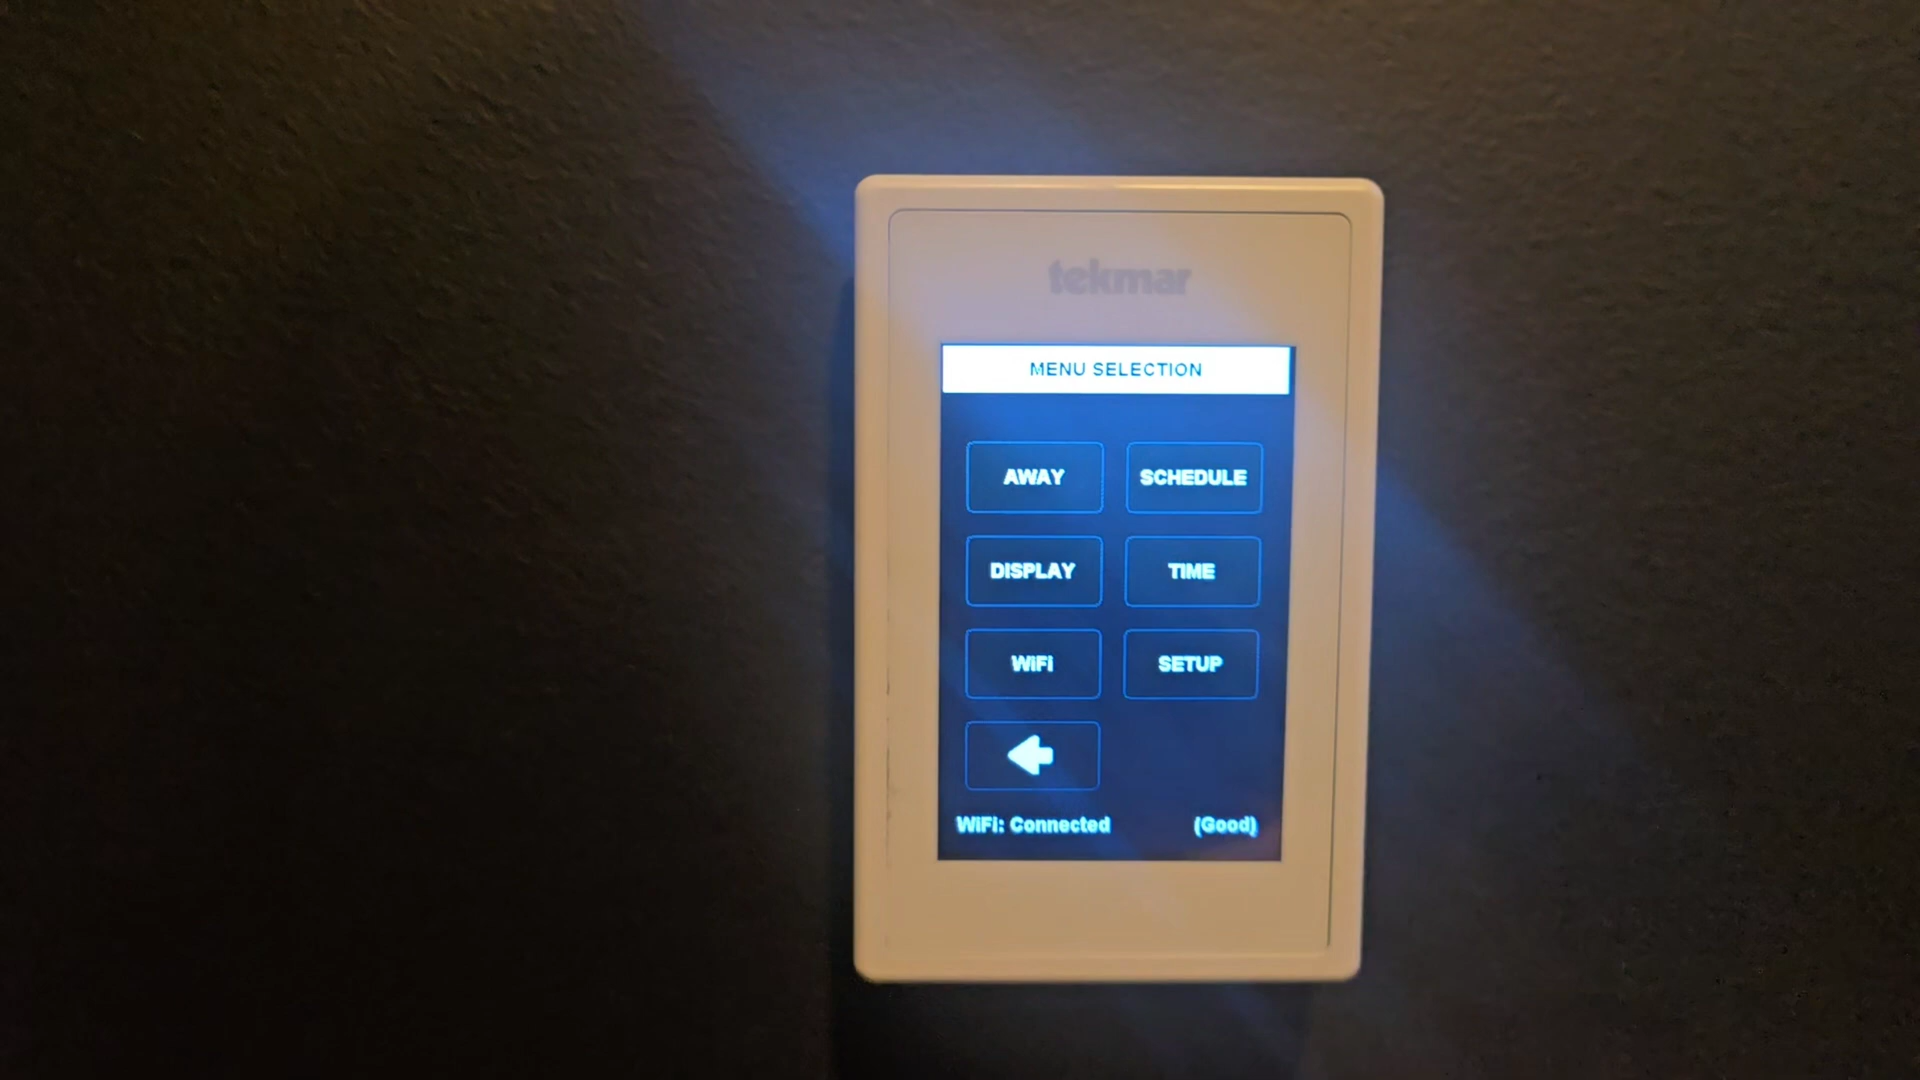 tekmar
MENU SELECTION
AWAY SCHEDULE
DISPLAY TIME
WiFi SETUP
WiFi: Connected (Good)